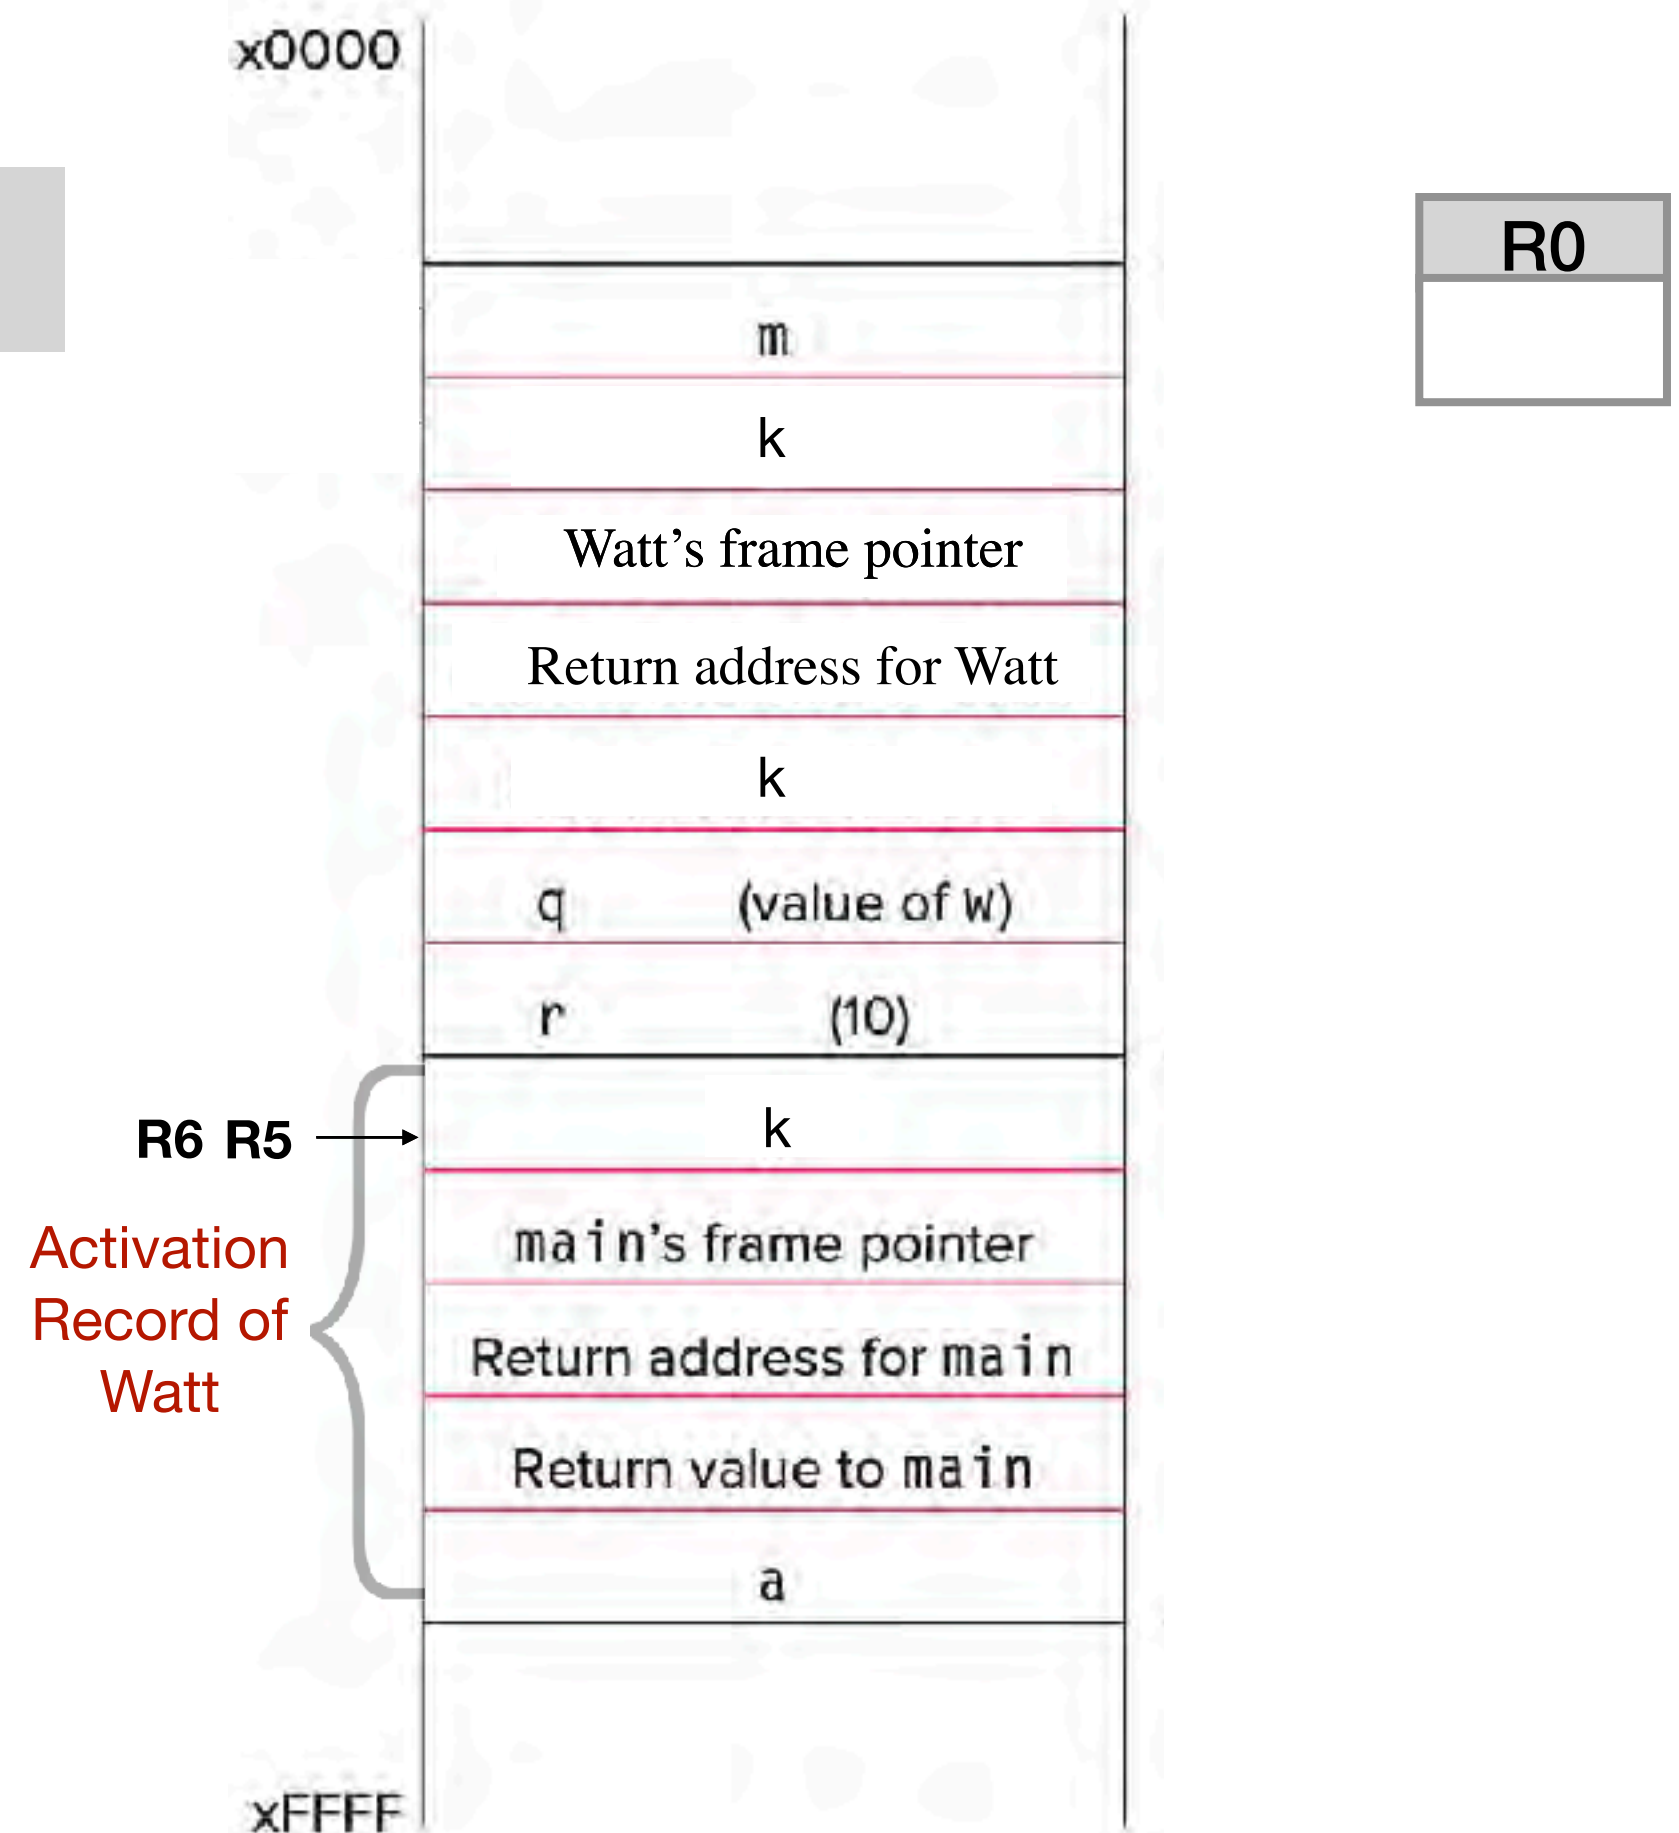 x0000
R0
m
k
Watt’s frame pointer
Return address for Watt
k
q (value of w)
r (10)
k
R6 R5
main's frame pointer
Activation
Record of
Watt
Return address for main
Return value to main
a
xFFFF